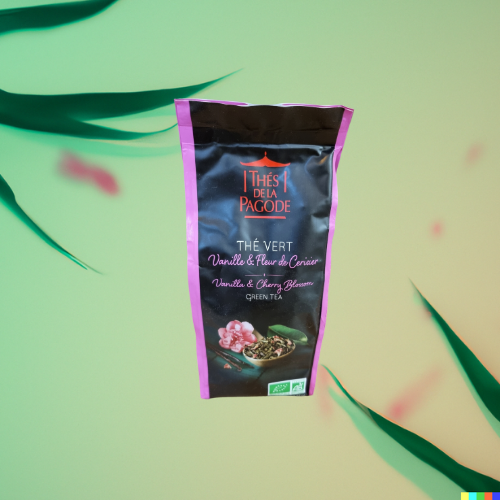 THÉS
DE LA
PAGODE
THÉ VERT
Vanille & Fleur de Cerisier
Vanilla & Cherry Blossom
GREEN TEA